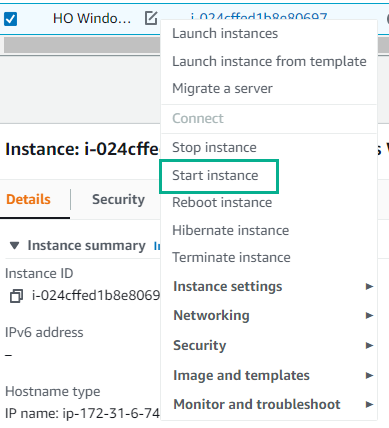 HO Windo... i-024cffed1b8e80697
Launch instances
Launch instance from template
Migrate a server
Connect
Instance: i-024cffe
Stop instance
Start instance
Details Security
Reboot instance
Hibernate instance
Terminate instance
Instance summary
Instance ID
i-024cffed1b8e8069
Instance settings
Networking
IPv6 address
–
Security
Hostname type
Image and templates
IP name: ip-172-31-6-74
Monitor and troubleshoot